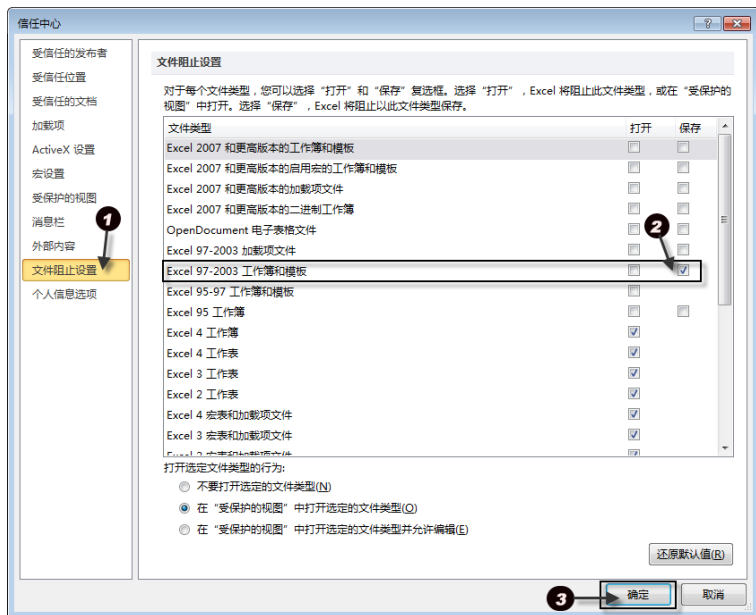 信任中心
受信任的发布者
受信任位置
受信任的文档
加载项
ActiveX 设置
宏设置
受保护的视图
消息栏
外部内容
文件阻止设置
个人信息选项
1
文件阻止设置
对于每个文件类型，您可以选择“打开”和“保存”复选框。选择“打开”，Excel 将阻止此文件类型，或在“受保护的
视图”中打开。选择“保存”，Excel 将阻止以此文件类型保存。
文件类型 打开 保存
Excel 2007 和更高版本的工作簿和模板
Excel 2007 和更高版本的启用宏的工作簿和模板
Excel 2007 和更高版本的加载项文件
Excel 2007 和更高版本的二进制工作簿
OpenDocument 电子表格文件
2
Excel 97-2003 加载项文件
Excel 97-2003 工作簿和模板
Excel 95-97 工作簿和模板
Excel 95 工作簿
Excel 4 工作簿
Excel 4 工作表
Excel 3 工作表
Excel 2 工作表
Excel 4 宏表和加载项文件
Excel 3 宏表和加载项文件
Excel 2 宏表和加载项文件
打开选定文件类型的行为:
不要打开选定的文件类型(N)
在“受保护的视图”中打开选定的文件类型(O)
在“受保护的视图”中打开选定的文件类型并允许编辑(E)
还原默认值(R)
3
确定 取消